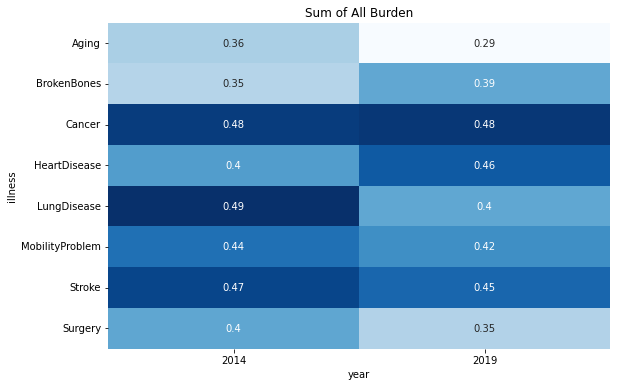 Sum of All Burden
illness
Aging 0.36 0.29
BrokenBones 0.35 0.39
Cancer 0.48 0.48
HeartDisease 0.4 0.46
LungDisease 0.49 0.4
MobilityProblem 0.44 0.42
Stroke 0.47 0.45
Surgery 0.4 0.35
2014 2019
year